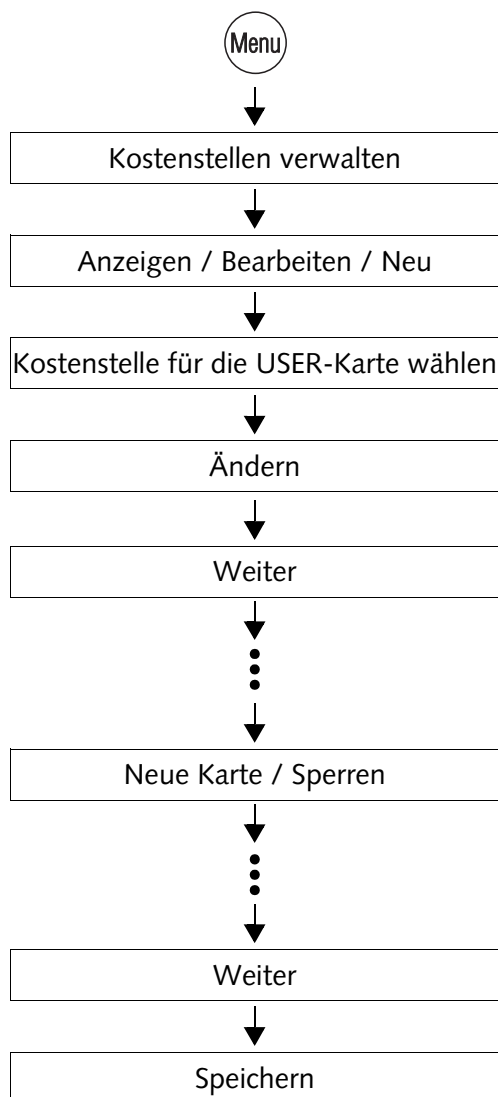 Menu
Kostenstellen verwalten
Anzeigen / Bearbeiten / Neu
Kostenstelle für die USER-Karte wählen
Ändern
Weiter
Neue Karte / Sperren
Weiter
Speichern